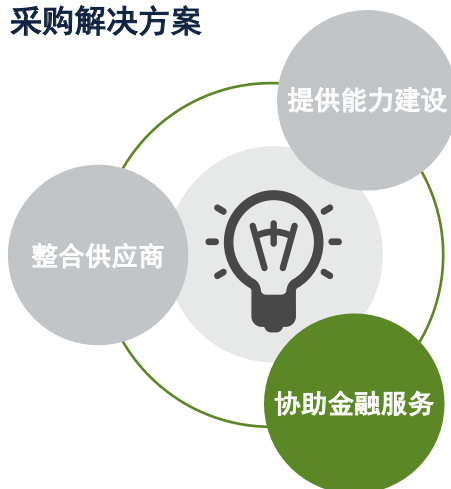 采购解决方案
提供能力建设
整合供应商
协助金融服务